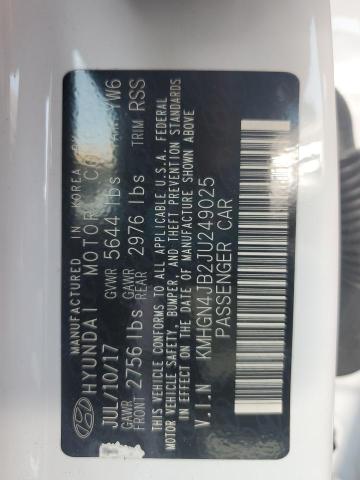 MANUFACTURED IN KOREA BY
HYUNDAI MOTOR CO
JUL/10/17 GVWR 5644 lbs YW6
GAWR FRONT 2756 lbs GAWR REAR 2976 lbs TRIM RSS
THIS VEHICLE CONFORMS TO ALL APPLICABLE U.S.A. FEDERAL
MOTOR VEHICLE SAFETY, BUMPER, AND THEFT PREVENTION STANDARDS
IN EFFECT ON THE DATE OF MANUFACTURE SHOWN ABOVE
V.I.N KMHGN4JB2JU249025
PASSENGER CAR